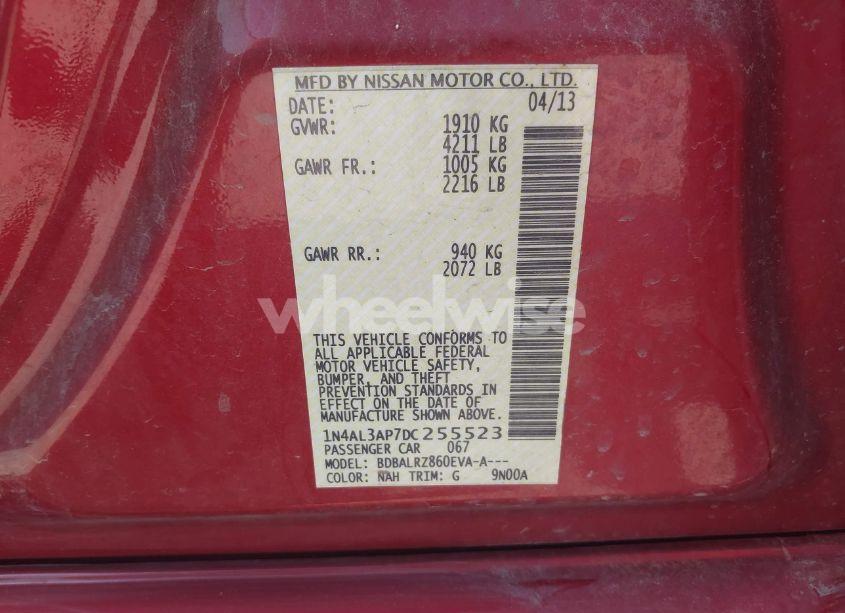 MFD BY NISSAN MOTOR CO., LTD.
DATE: 04/13
GVWR: 1910 KG
4211 LB
GAWR FR.: 1005 KG
2216 LB
GAWR RR.: 940 KG
2072 LB
wheelwise
THIS VEHICLE CONFORMS TO
ALL APPLICABLE FEDERAL
MOTOR VEHICLE SAFETY,
BUMPER, AND THEFT
PREVENTION STANDARDS IN
EFFECT ON THE DATE OF
MANUFACTURE SHOWN ABOVE.
1N4AL3AP7DC255523
PASSENGER CAR 067
MODEL: BDBALRZ860EVA-A---
COLOR: NAH TRIM: G 9N00A